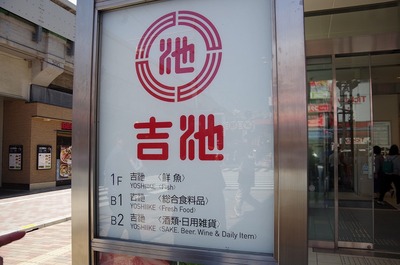 池
吉池
1F 吉池 〈鮮魚〉
YOSHIIKE <Fish>
B1 吉池 〈総合食料品〉
YOSHIIKE <Fresh Food>
B2 吉池 〈酒類・日用雑貨〉
YOSHIIKE <SAKE, Beer, Wine & Daily Item>